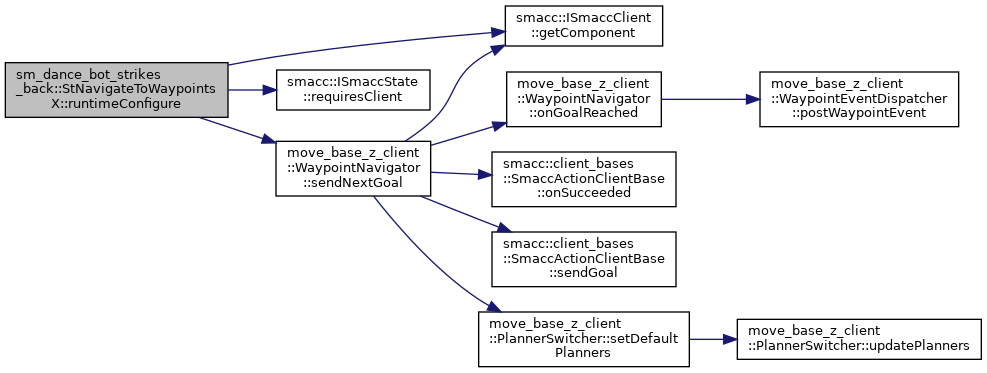 sm_dance_bot_strikes
_back::StNavigateToWaypoints
X::runtimeConfigure
smacc::ISmaccClient
::getComponent
smacc::ISmaccState
::requiresClient
move_base_z_client
::WaypointNavigator
::sendNextGoal
move_base_z_client
::WaypointNavigator
::onGoalReached
move_base_z_client
::WaypointEventDispatcher
::postWaypointEvent
smacc::client_bases
::SmaccActionClientBase
::onSucceeded
smacc::client_bases
::SmaccActionClientBase
::sendGoal
move_base_z_client
::PlannerSwitcher::setDefault
Planners
move_base_z_client
::PlannerSwitcher::updatePlanners